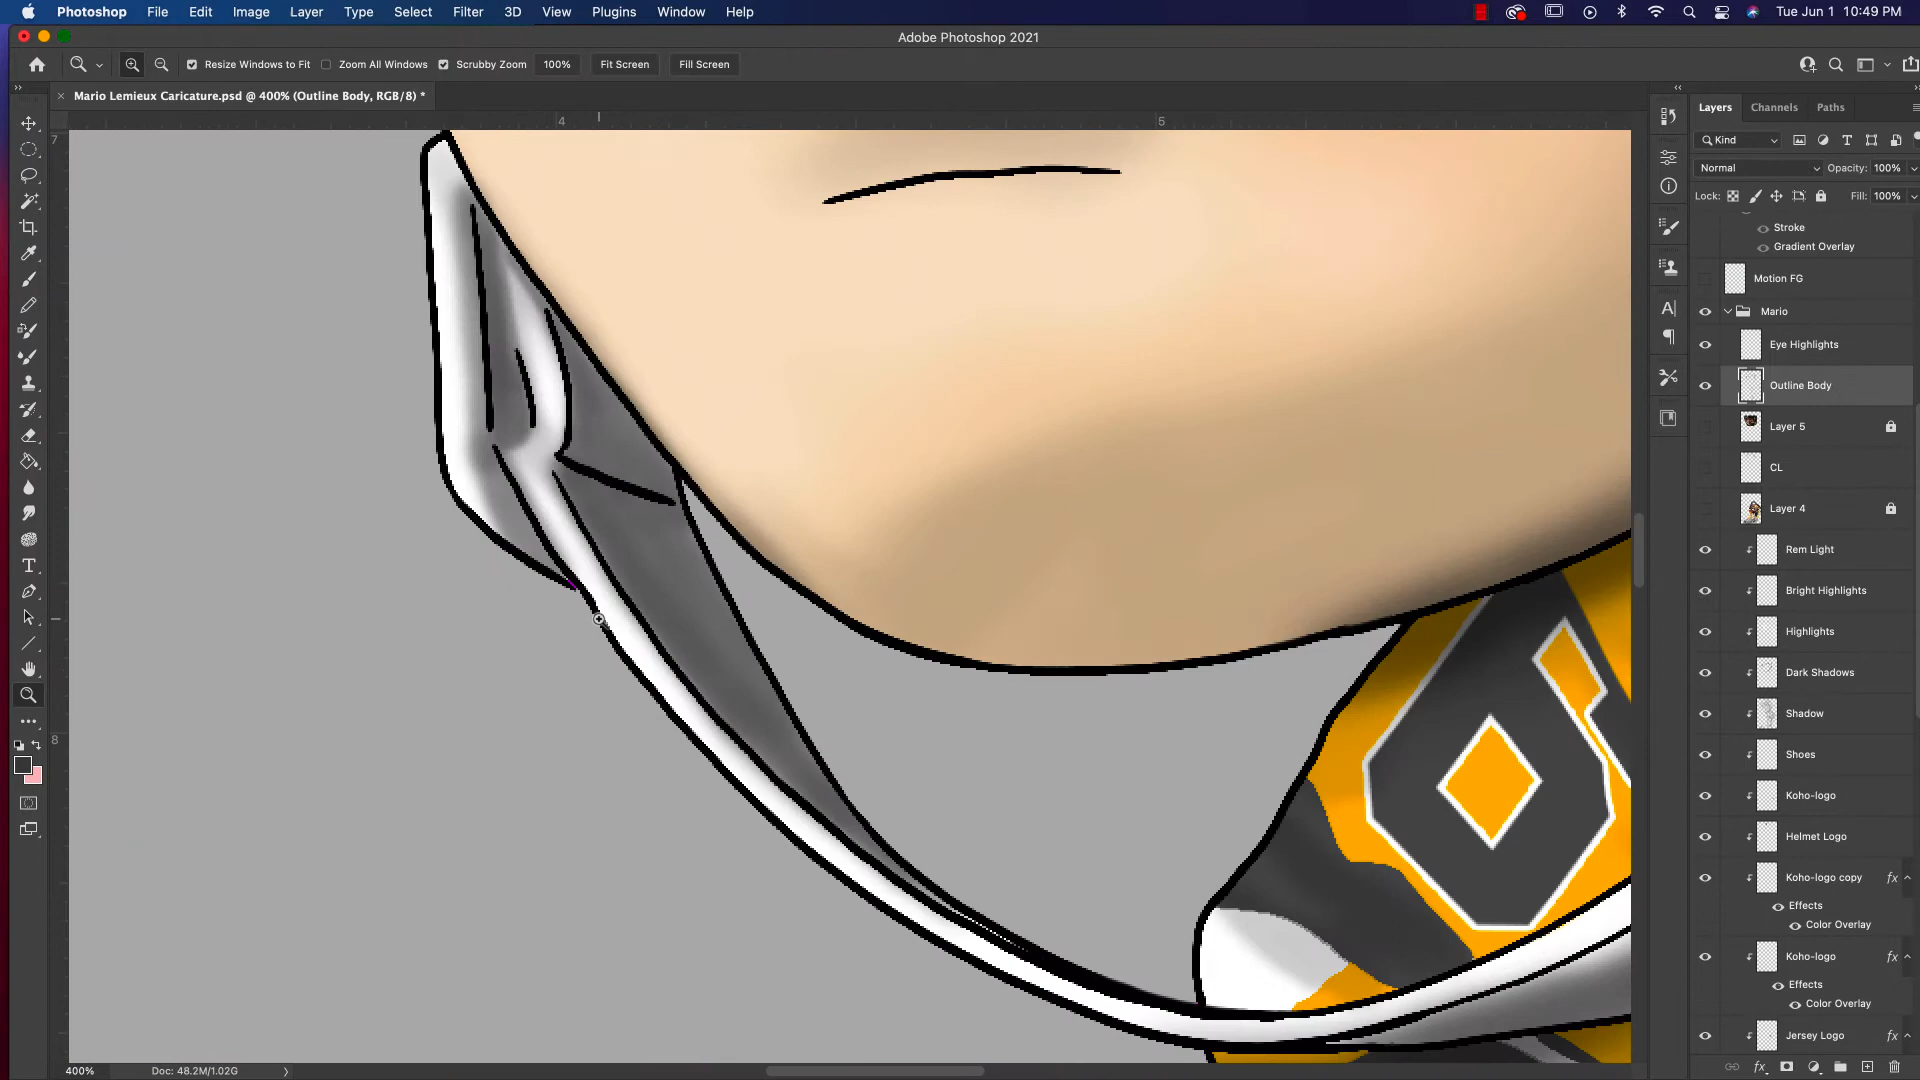 Photoshop File Edit Image Layer Type Select Filter 3D View Plugins Window Help Tue Jun 1 10:49 PM
Adobe Photoshop 2021
Resize Windows to Fit Zoom All Windows Scrubby Zoom 100% Fit Screen Fill Screen
× Mario Lemieux Caricature.psd @ 400% (Outline Body, RGB/8) *
Layers Channels Paths
4 5
7
8
Kind
Normal Opacity: 100%
Lock: Fill: 100%
Stroke
Gradient Overlay
Motion FG
Mario
Eye Highlights
Outline Body
Layer 5
CL
Layer 4
Rem Light
Bright Highlights
Highlights
Dark Shadows
Shadow
Shoes
Koho-logo
Helmet Logo
Koho-logo copy fx
Effects
Color Overlay
Koho-logo fx
Effects
Color Overlay
Jersey Logo fx
400% Doc: 48.2M/1.02G